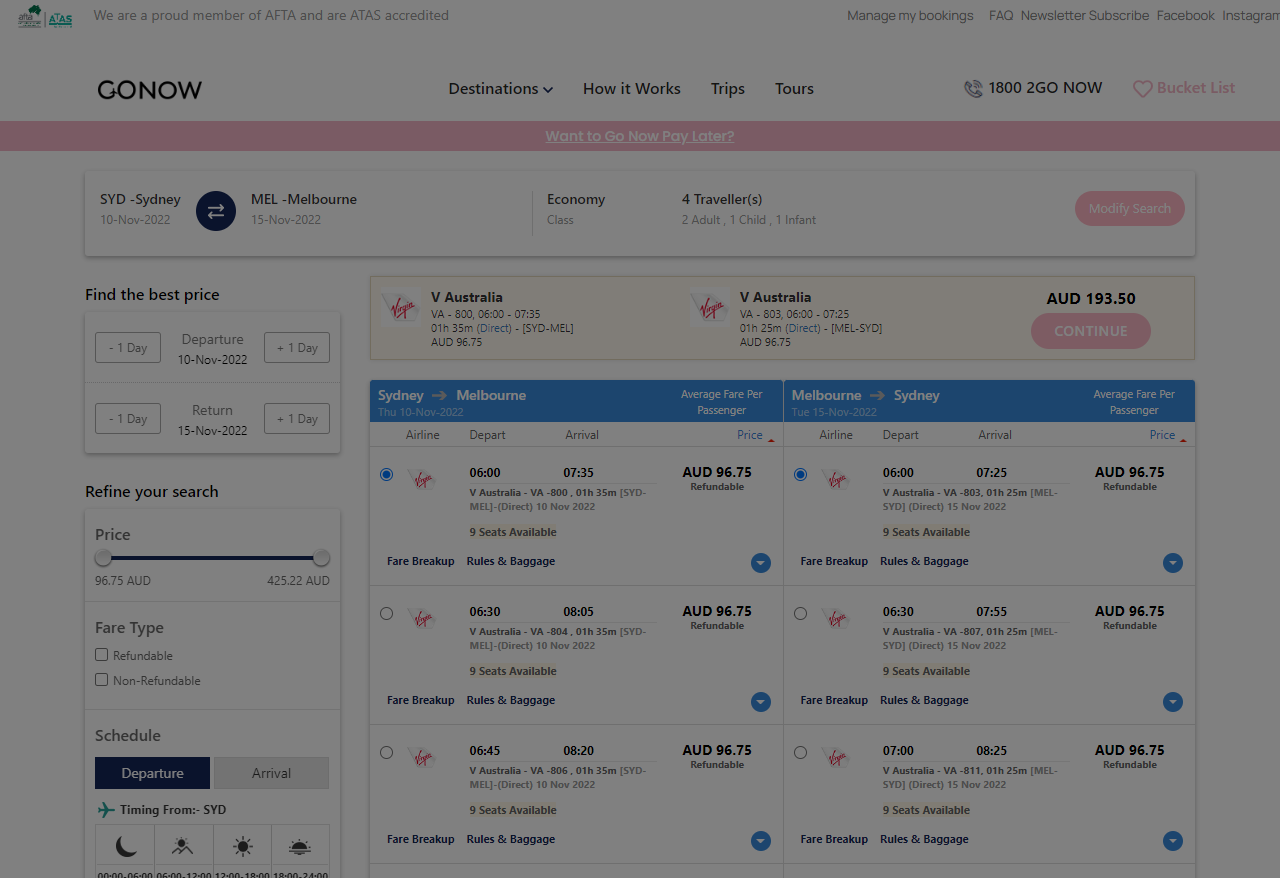 afta
ATAS
We are a proud member of AFTA and are ATAS accredited
Manage my bookings FAQ Newsletter Subscribe Facebook Instagram
GONOW
Destinations How it Works Trips Tours
1800 2GO NOW
Bucket List
Want to Go Now Pay Later?
SYD -Sydney MEL -Melbourne Economy 4 Traveller(s)
10-Nov-2022 15-Nov-2022 Class 2 Adult , 1 Child , 1 Infant
Modify Search
Find the best price
- 1 Day Departure + 1 Day
10-Nov-2022
- 1 Day Return + 1 Day
15-Nov-2022
Refine your search
Price
96.75 AUD 425.22 AUD
Fare Type
Refundable
Non-Refundable
Schedule
Departure Arrival
Timing From:- SYD
00:00-06:00 06:00-12:00 12:00-18:00 18:00-24:00
V Australia
VA - 800, 06:00 - 07:35
01h 35m (Direct) - [SYD-MEL]
AUD 96.75
V Australia
VA - 803, 06:00 - 07:25
01h 25m (Direct) - [MEL-SYD]
AUD 96.75
AUD 193.50
CONTINUE
Sydney Melbourne
Thu 10-Nov-2022
Average Fare Per
Passenger
Airline Depart Arrival Price
06:00 07:35 AUD 96.75
Refundable
V Australia - VA -800 , 01h 35m [SYD-
MEL]-(Direct) 10 Nov 2022
9 Seats Available
Fare Breakup Rules & Baggage
06:30 08:05 AUD 96.75
Refundable
V Australia - VA -804 , 01h 35m [SYD-
MEL]-(Direct) 10 Nov 2022
9 Seats Available
Fare Breakup Rules & Baggage
06:45 08:20 AUD 96.75
Refundable
V Australia - VA -806 , 01h 35m [SYD-
MEL]-(Direct) 10 Nov 2022
9 Seats Available
Fare Breakup Rules & Baggage
Melbourne Sydney
Tue 15-Nov-2022
Average Fare Per
Passenger
Airline Depart Arrival Price
06:00 07:25 AUD 96.75
Refundable
V Australia - VA -803, 01h 25m [MEL-
SYD] (Direct) 15 Nov 2022
9 Seats Available
Fare Breakup Rules & Baggage
06:30 07:55 AUD 96.75
Refundable
V Australia - VA -807, 01h 25m [MEL-
SYD] (Direct) 15 Nov 2022
9 Seats Available
Fare Breakup Rules & Baggage
07:00 08:25 AUD 96.75
Refundable
V Australia - VA -811, 01h 25m [MEL-
SYD] (Direct) 15 Nov 2022
9 Seats Available
Fare Breakup Rules & Baggage